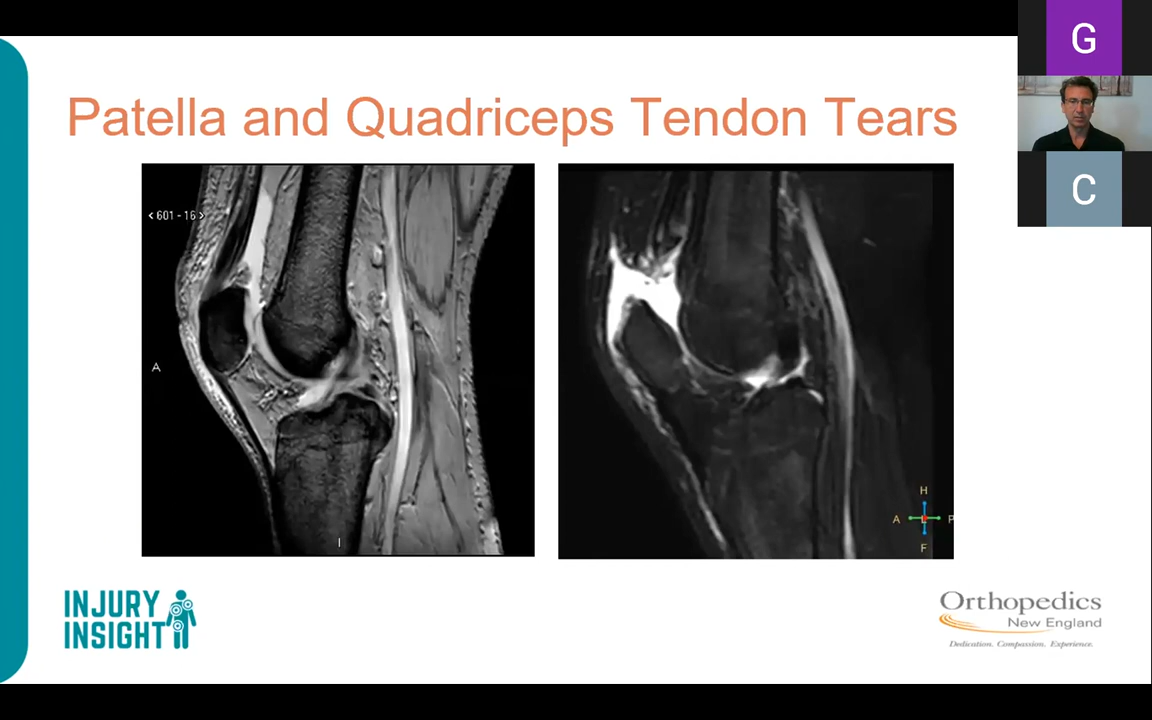 Patella and Quadriceps Tendon Tears
G
C
< 601 - 16 >
A
I
H
A
P
F
INJURY
INSIGHT
Orthopedics
New England
Dedication. Compassion. Experience.